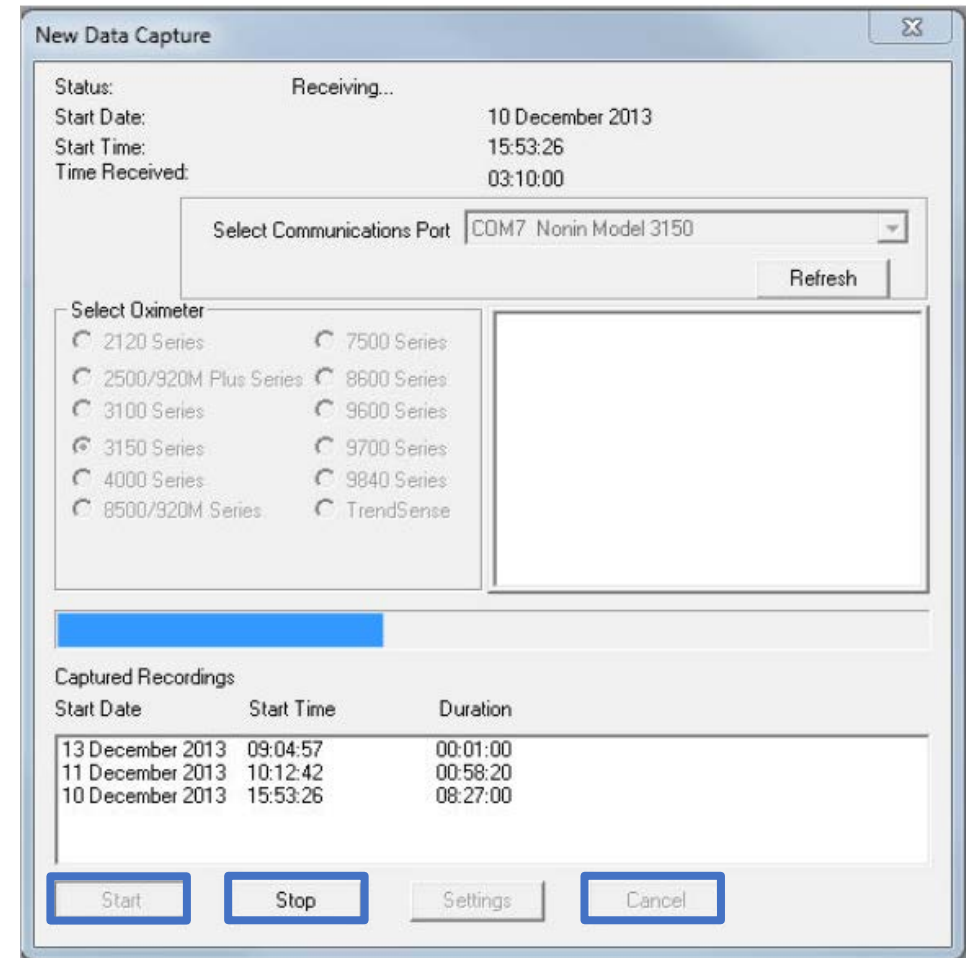 New Data Capture
Status: Receiving...
Start Date: 10 December 2013
Start Time: 15:53:26
Time Received: 03:10:00
Select Communications Port COM7 Nonin Model 3150
Refresh
Select Oximeter
2120 Series 7500 Series
2500/920M Plus Series 8600 Series
3100 Series 9600 Series
3150 Series 9700 Series
4000 Series 9840 Series
8500/920M Series TrendSense
Captured Recordings
Start Date Start Time Duration
13 December 2013 09:04:57 00:01:00
11 December 2013 10:12:42 00:58:20
10 December 2013 15:53:26 08:27:00
Start Stop Settings Cancel